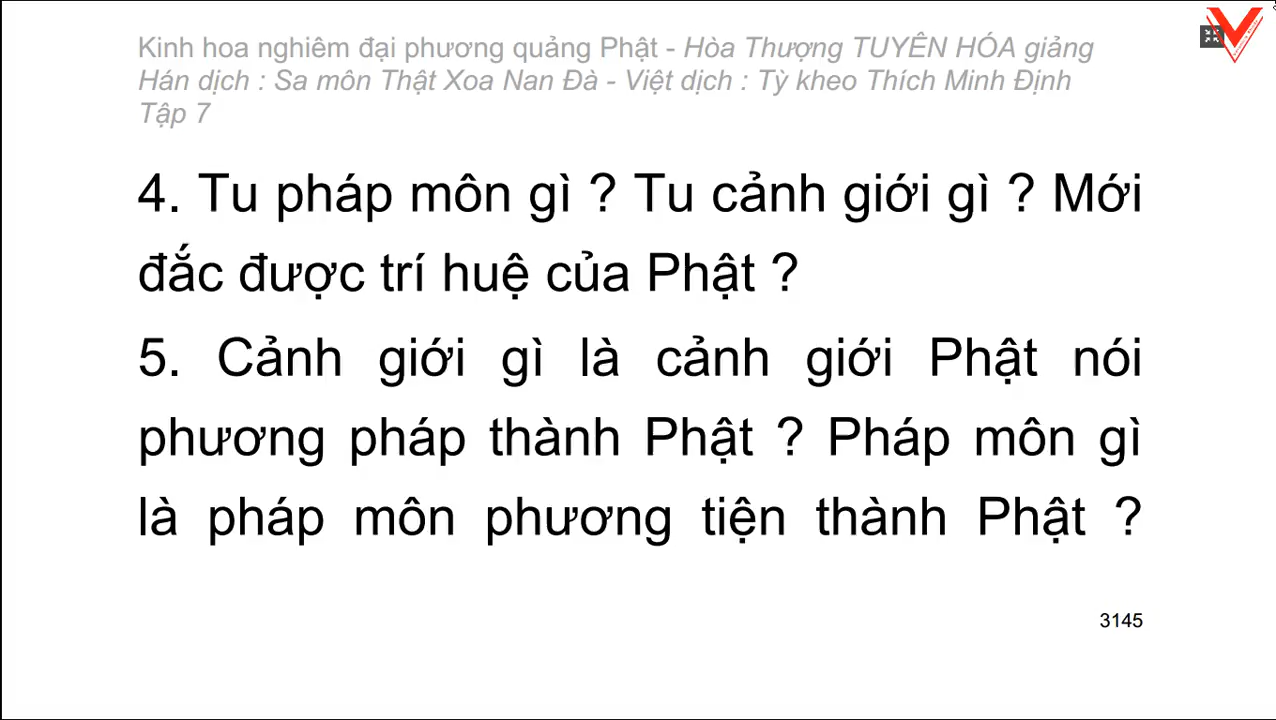 Kinh hoa nghiêm đại phương quảng Phật - Hòa Thượng TUYÊN HÓA giảng
Hán dịch : Sa môn Thật Xoa Nan Đà - Việt dịch : Tỳ kheo Thích Minh Định
Tập 7
4. Tu pháp môn gì ? Tu cảnh giới gì ? Mới
đắc được trí huệ của Phật ?
5. Cảnh giới gì là cảnh giới Phật nói
phương pháp thành Phật ? Pháp môn gì
là pháp môn phương tiện thành Phật ?
3145